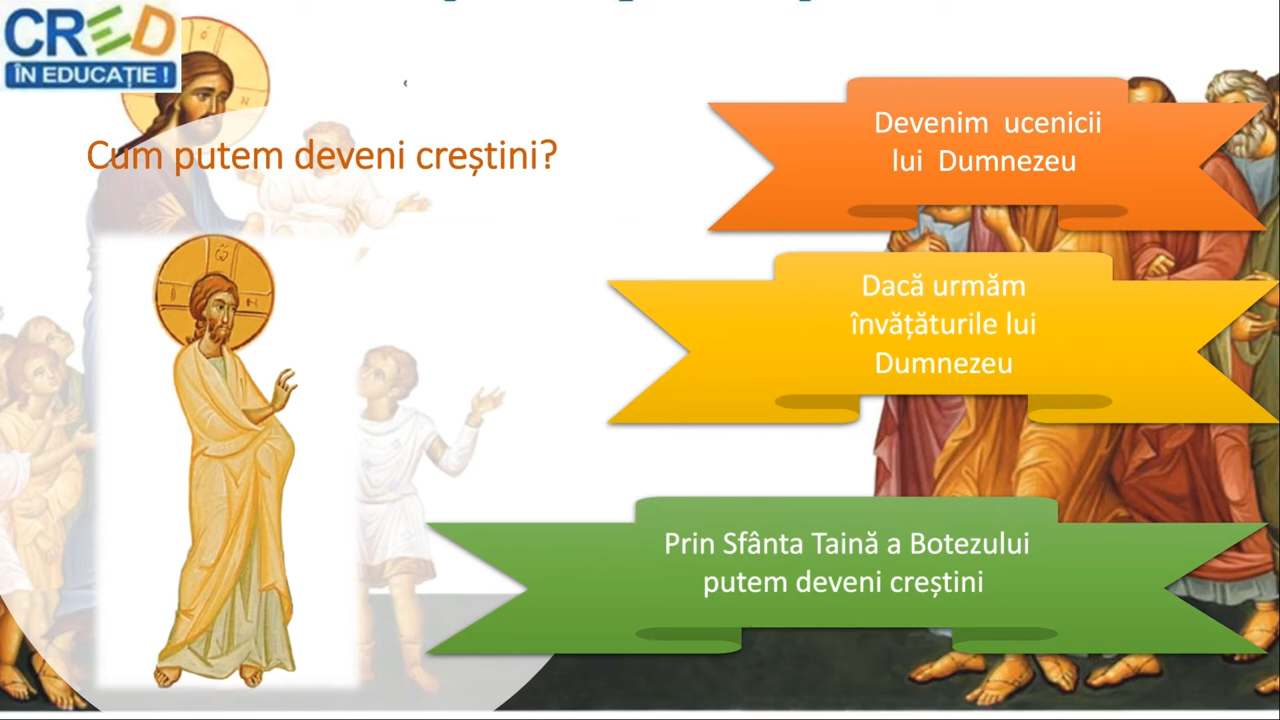 CRED
ÎN EDUCAȚIE !
Cum putem deveni creștini?
Devenim ucenicii
lui Dumnezeu
Dacă urmăm
învățăturile lui
Dumnezeu
Prin Sfânta Taină a Botezului
putem deveni creștini